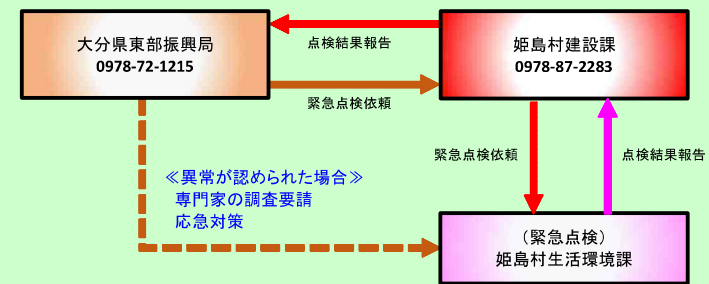 大分県東部振興局
0978-72-1215
点検結果報告
緊急点検依頼
姫島村建設課
0978-87-2283
緊急点検依頼
点検結果報告
≪異常が認められた場合≫
専門家の調査要請
応急対策
（緊急点検）
姫島村生活環境課